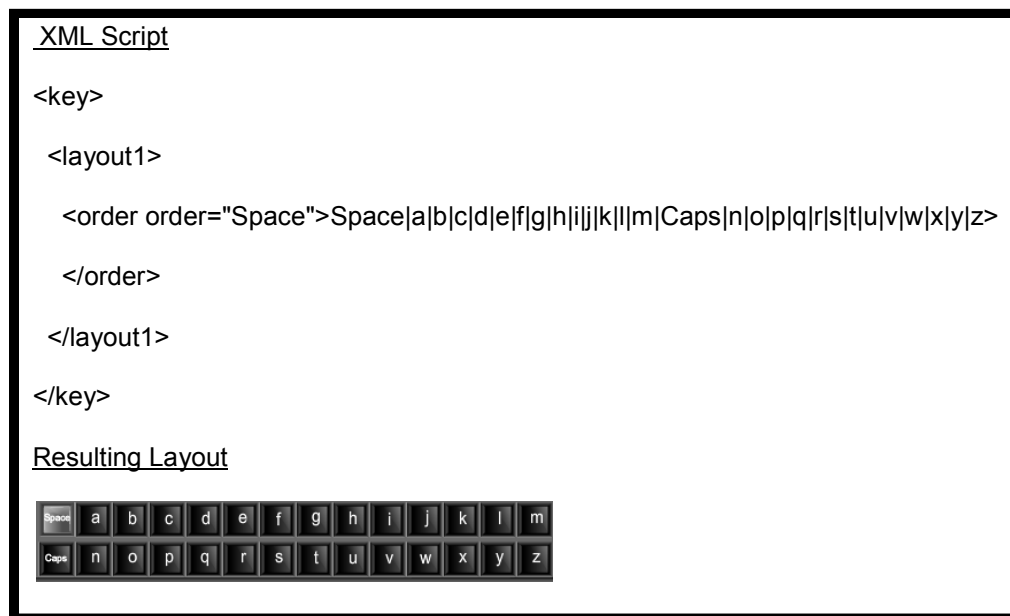 XML Script
<key>
<layout1>
<order order="Space">Space|a|b|c|d|e|f|g|h|i|j|k|l|m|Caps|n|o|p|q|r|s|t|u|v|w|x|y|z>
</order>
</layout1>
</key>
Resulting Layout
Space a b c d e f g h i j k l m
Caps n o p q r s t u v w x y z